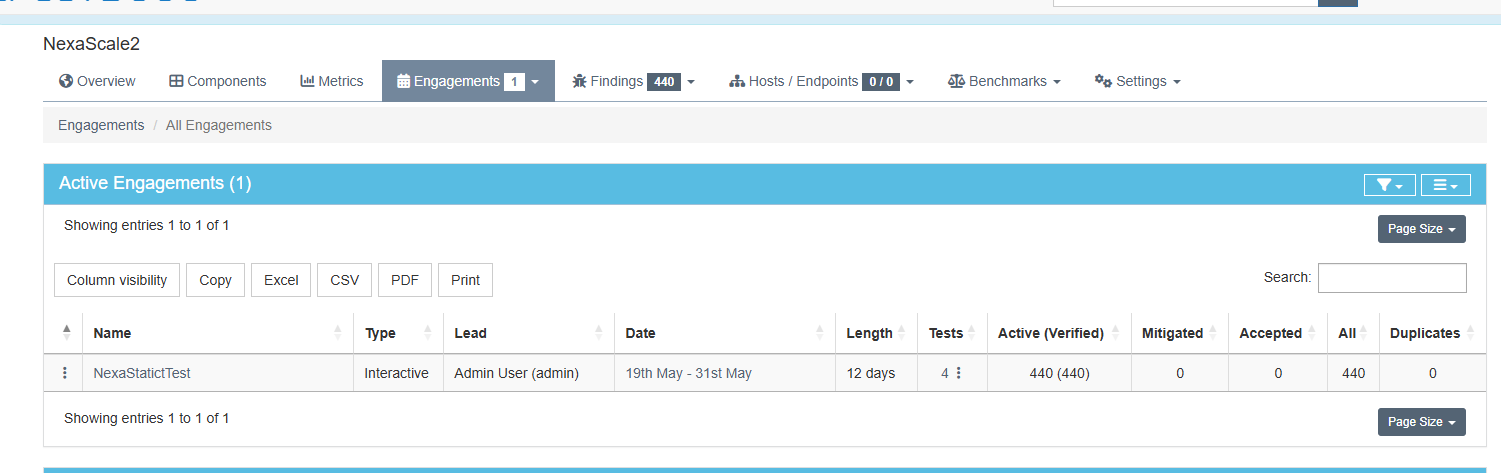 NexaScale2
Overview Components Metrics Engagements 1 Findings 440 Hosts / Endpoints 0 / 0 Benchmarks Settings
Engagements / All Engagements
Active Engagements (1)
Showing entries 1 to 1 of 1
Page Size
Column visibility Copy Excel CSV PDF Print Search:
Name Type Lead Date Length Tests Active (Verified) Mitigated Accepted All Duplicates
NexaStatictTest Interactive Admin User (admin) 19th May - 31st May 12 days 4 440 (440) 0 0 440 0
Showing entries 1 to 1 of 1
Page Size